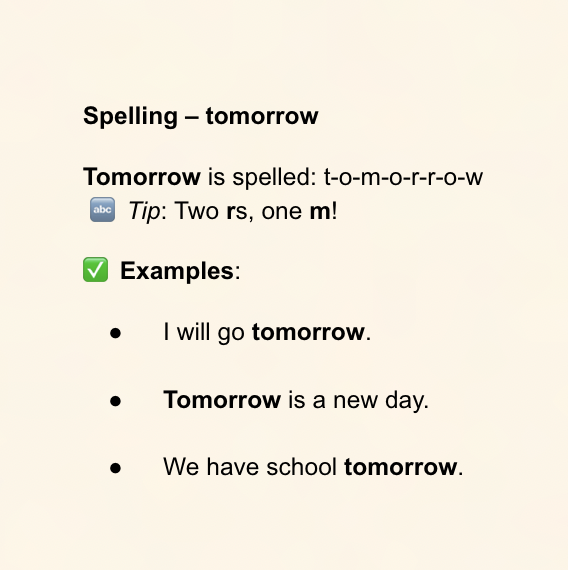 Spelling – tomorrow
Tomorrow is spelled: t-o-m-o-r-r-o-w
🔤 Tip: Two rs, one m!
✅ Examples:
● I will go tomorrow.
● Tomorrow is a new day.
● We have school tomorrow.